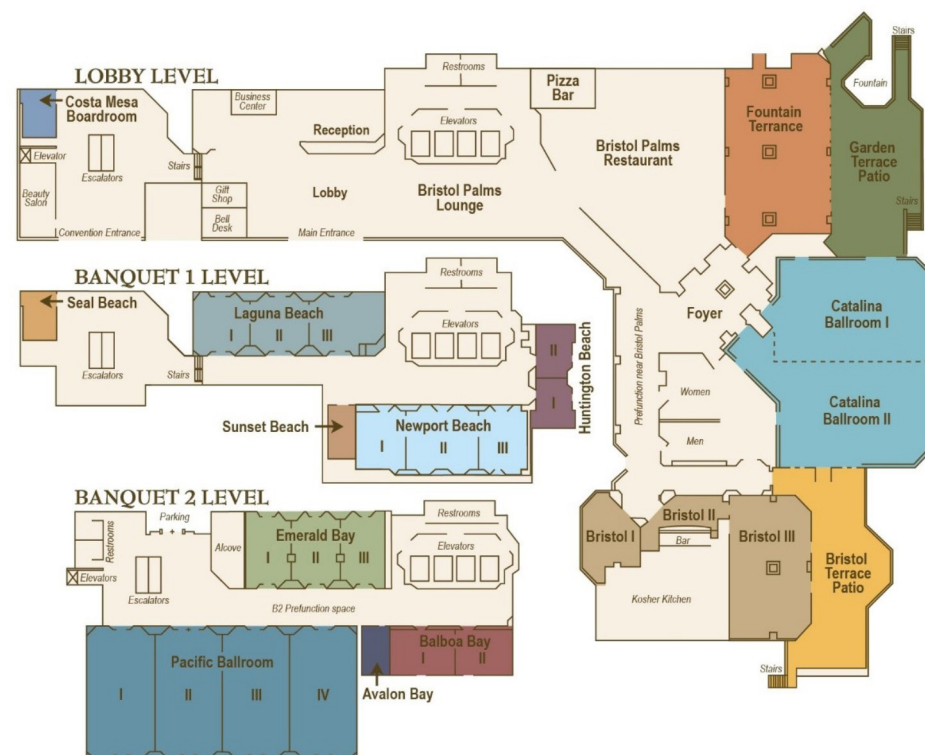 LOBBY LEVEL
Costa Mesa
Boardroom
Elevator
Escalators
Beauty
Salon
Convention Entrance
Stairs
Business
Center
Reception
Gift
Shop
Bell
Desk
Lobby
Main Entrance
Restrooms
Elevators
Bristol Palms
Lounge
Pizza
Bar
Bristol Palms
Restaurant
Fountain
Terrance
Stairs
Fountain
Garden
Terrace
Patio
Stairs
BANQUET 1 LEVEL
Seal Beach
Escalators
Stairs
Laguna Beach
I II III
Restrooms
Elevators
Huntington Beach
II
I
Sunset Beach
Newport Beach
I II III
Prefunction near Bristol Palms
Foyer
Women
Men
Catalina
Ballroom I
Catalina
Ballroom II
BANQUET 2 LEVEL
Parking
Restrooms
Elevators
Escalators
Alcove
Emerald Bay
I II III
Restrooms
Elevators
B2 Prefunction space
Pacific Ballroom
I II III IV
Balboa Bay
I II
Avalon Bay
Bristol I
Bristol II
Bar
Bristol III
Kosher Kitchen
Bristol
Terrace
Patio
Stairs